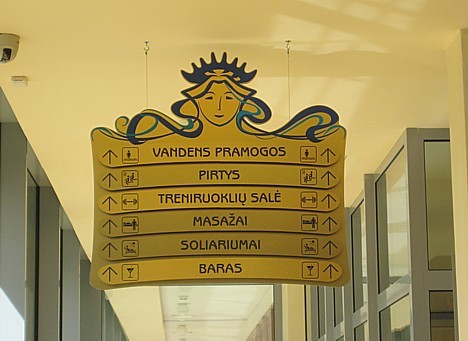 VANDENS PRAMOGOS
PIRTYS
TRENIRUOKLIŲ SALĖ
MASAŽAI
SOLIARIUMAI
BARAS